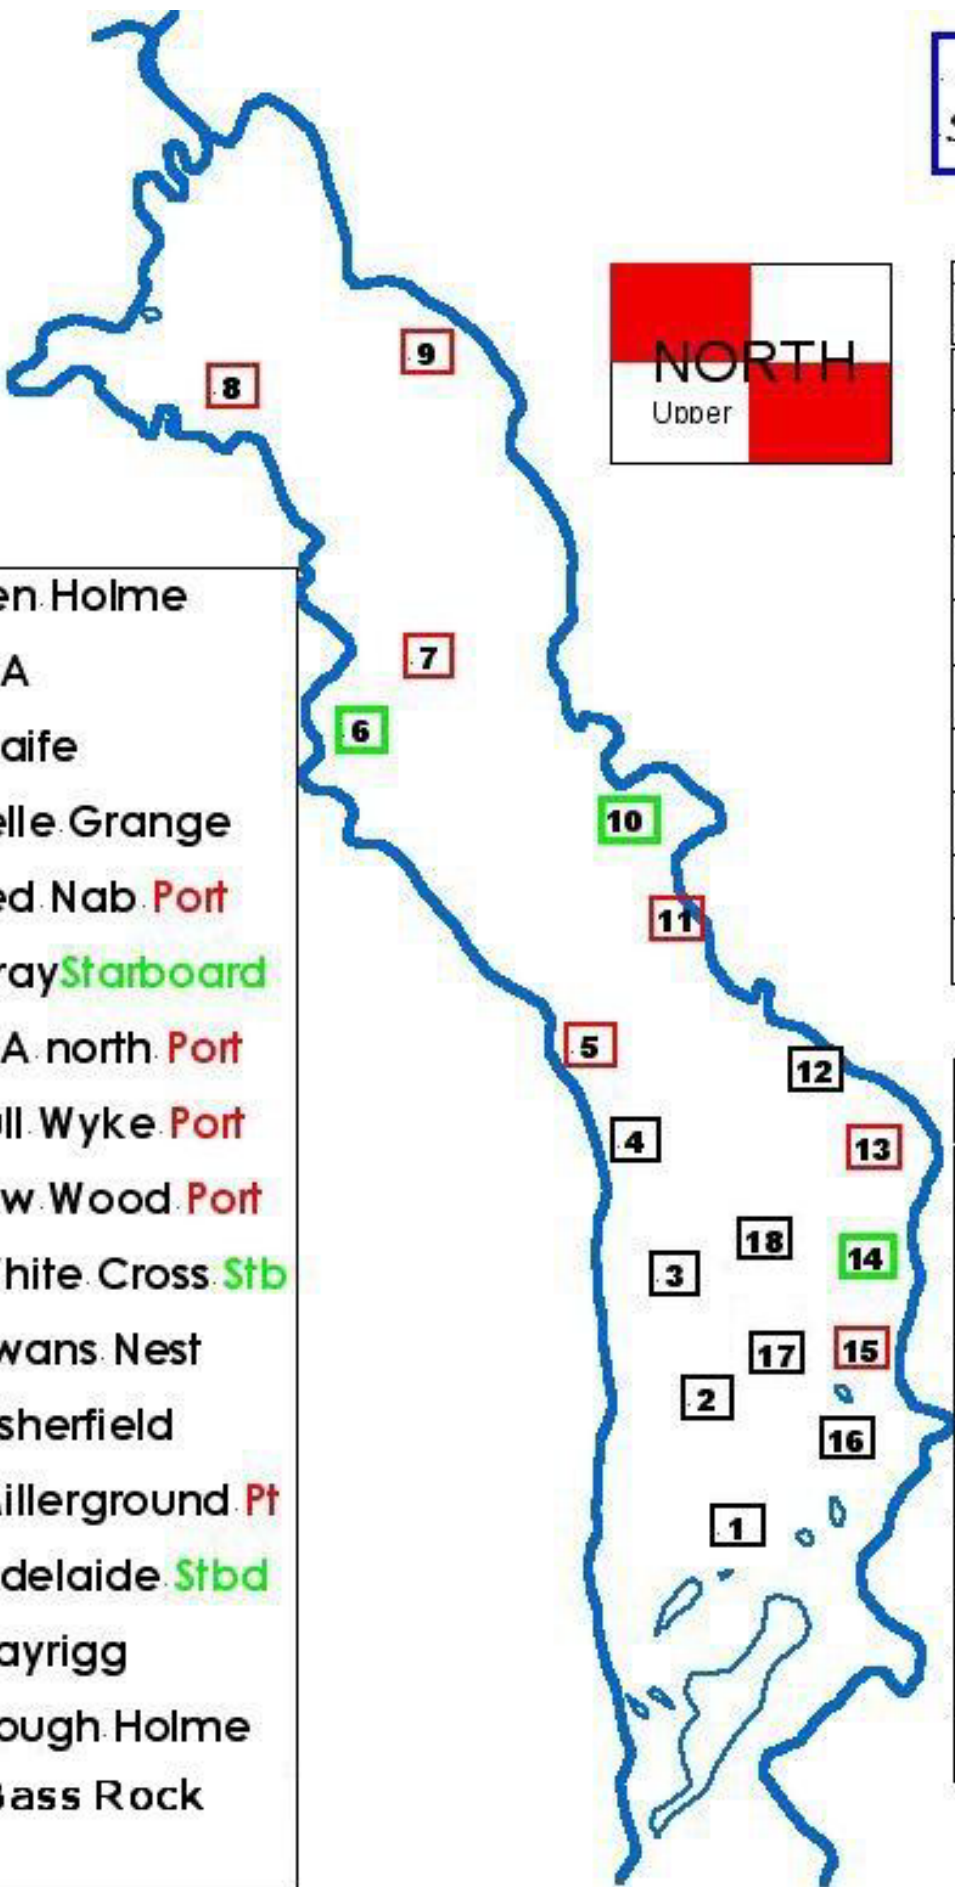 9
NORTH
8
Upper
en Holme
A
7
aife
6
elle Grange
10
ed Nab Port
11
ray Starboard
A north Port
5
12
ull Wyke Port
4
13
w Wood Port
18
14
hite Cross Stb
3
wans Nest
17
15
2
sherfield
16
illerground Pt
1
delaide Stbd
ayrigg
ough Holme
Bass Rock